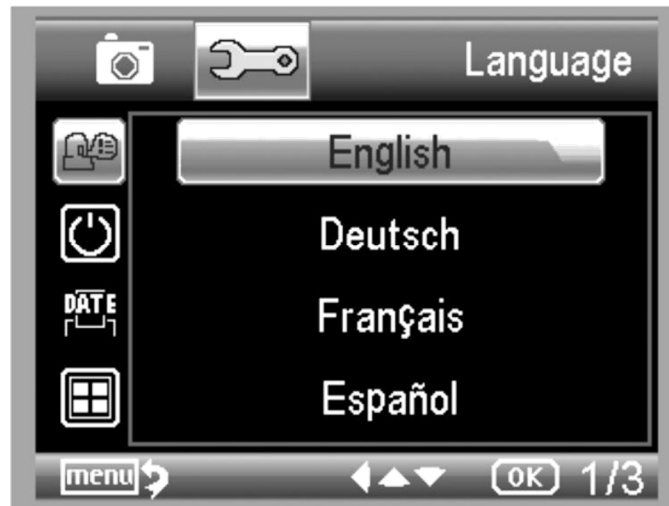 Language
English
Deutsch
DATE
Français
Español
menu OK 1/3